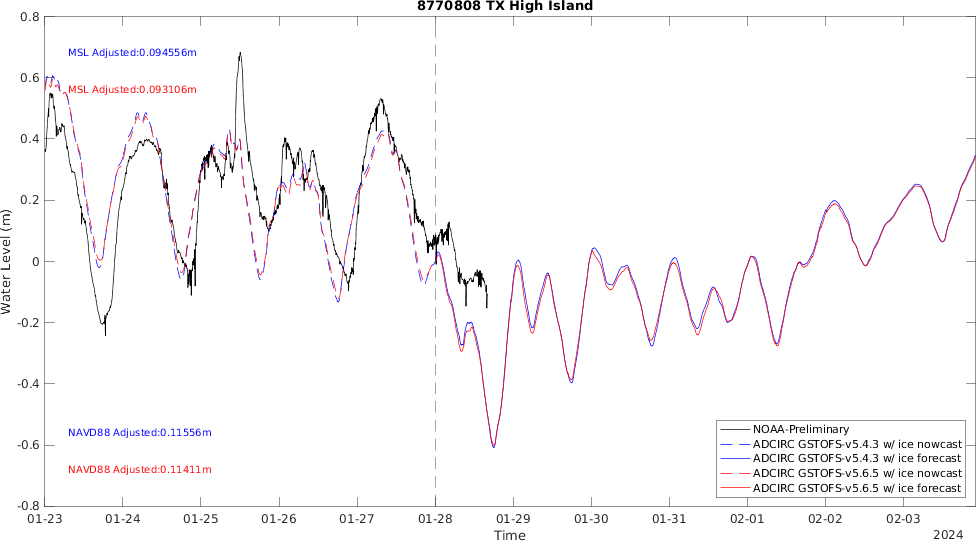 8770808 TX High Island
0.8
0.6
0.4
0.2
0
-0.2
-0.4
-0.6
-0.8
Water Level (m)
MSL Adjusted:0.094556m
MSL Adjusted:0.093106m
NAVD88 Adjusted:0.11556m
NAVD88 Adjusted:0.11411m
NOAA-Preliminary
ADCIRC GSTOFS-v5.4.3 w/ ice nowcast
ADCIRC GSTOFS-v5.4.3 w/ ice forecast
ADCIRC GSTOFS-v5.6.5 w/ ice nowcast
ADCIRC GSTOFS-v5.6.5 w/ ice forecast
01-23 01-24 01-25 01-26 01-27 01-28 01-29 01-30 01-31 02-01 02-02 02-03
Time
2024